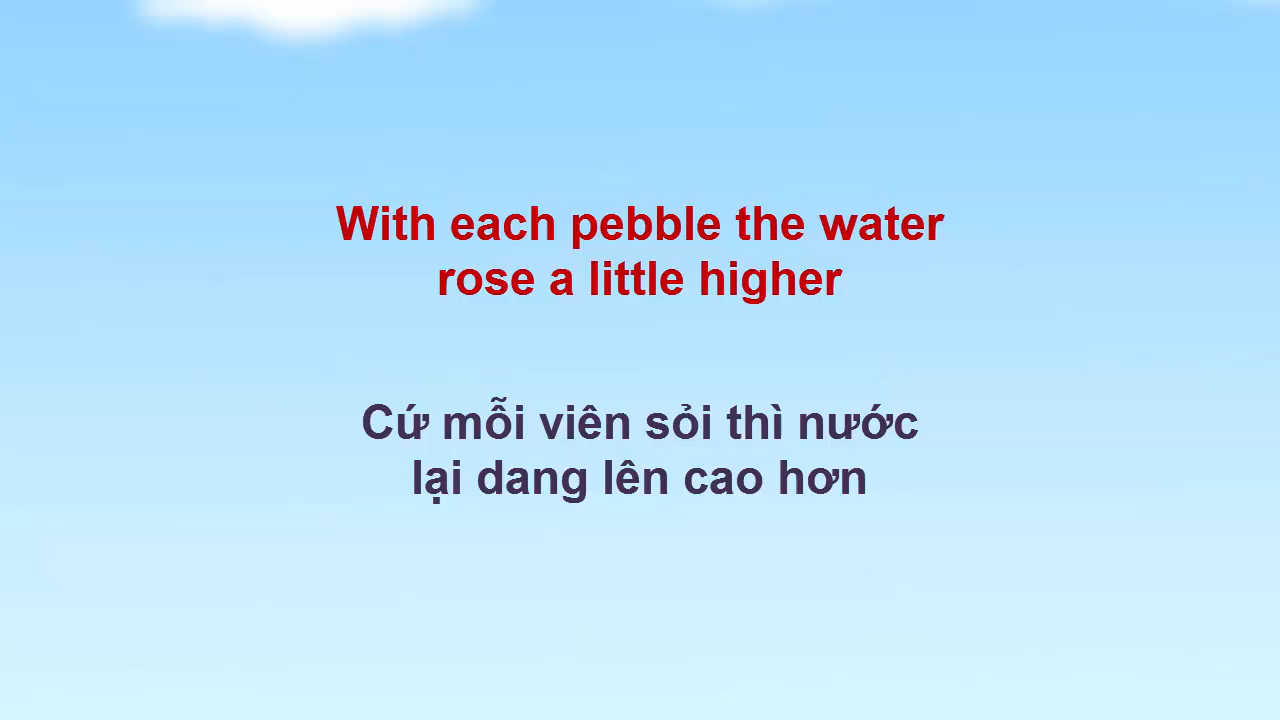 With each pebble the water
rose a little higher
Cứ mỗi viên sỏi thì nước
lại dang lên cao hơn